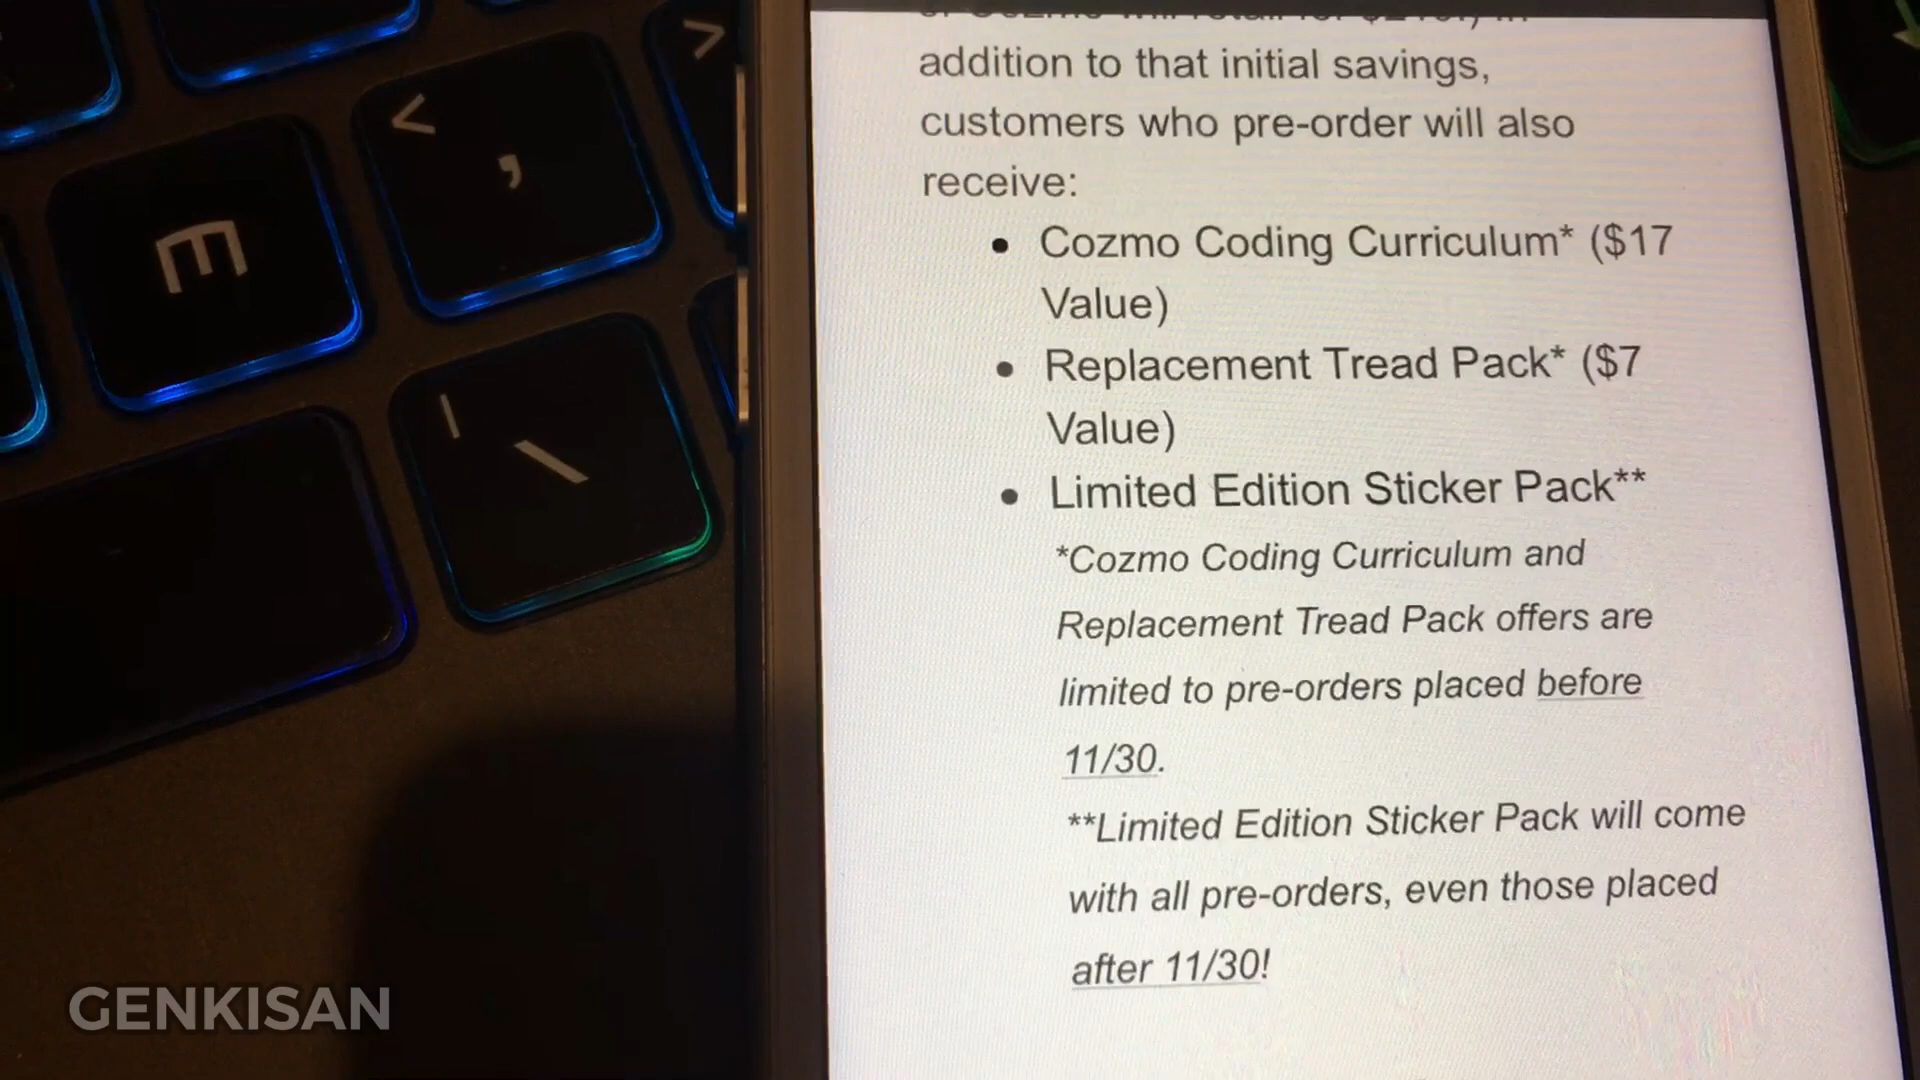 addition to that initial savings,
customers who pre-order will also
receive:
• Cozmo Coding Curriculum* ($17
Value)
• Replacement Tread Pack* ($7
Value)
• Limited Edition Sticker Pack**
*Cozmo Coding Curriculum and
Replacement Tread Pack offers are
limited to pre-orders placed before
11/30.
**Limited Edition Sticker Pack will come
with all pre-orders, even those placed
after 11/30!
<
,
>
E
|
\
GENKISAN